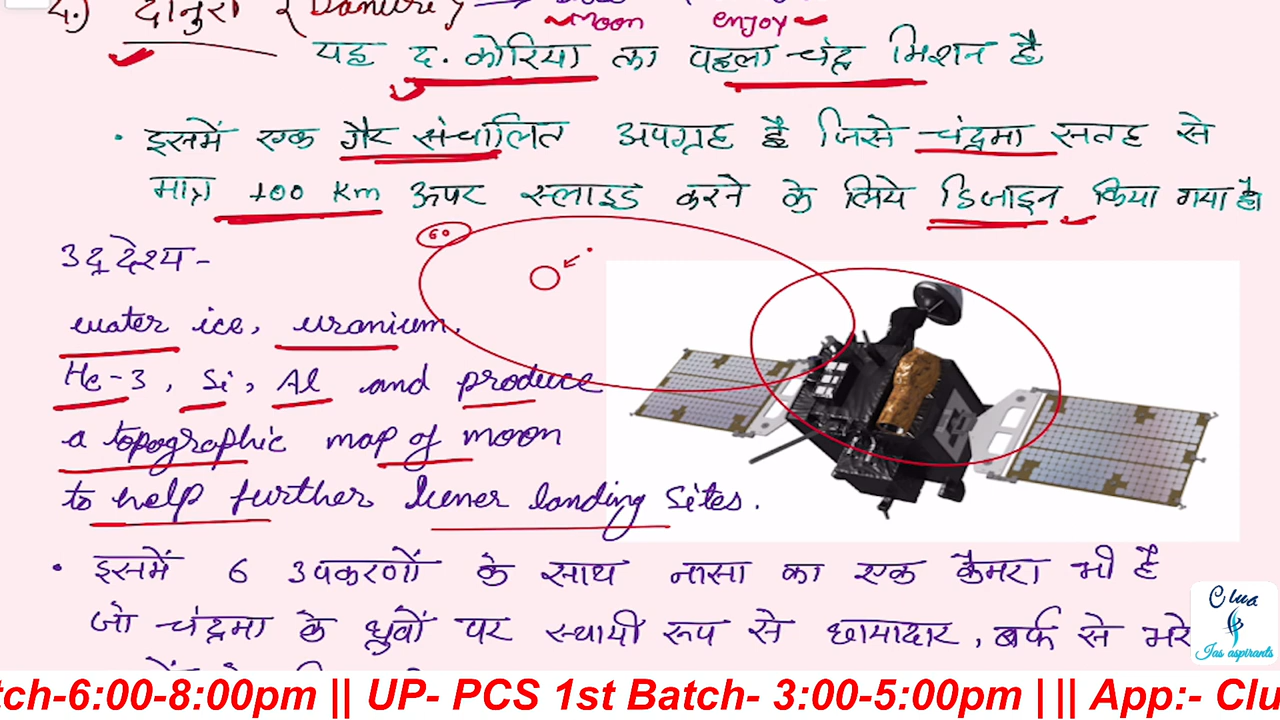 दानुरी (Danuri)
Moon enjoy
यह द. कोरिया का पहला चंद्र मिशन है
• इसमें एक गैर संचालित उपग्रह है जिसे चंद्रमा सतह से
मात्र 100 Km ऊपर स्लाइड करने के लिये डिजाइन किया गया है।
60
उद्देश्य-
water ice, uranium,
He-3, Si, Al and produce
a topographic map of moon
to help further luner landing sites.
• इसमें 6 उपकरणों के साथ नासा का एक कैमरा भी है
जो चंद्रमा के ध्रुवों पर स्थायी रूप से छायादार, बर्फ से भरे
Clua
Ias aspirants
tch-6:00-8:00pm || UP- PCS 1st Batch- 3:00-5:00pm | || App:- Clu